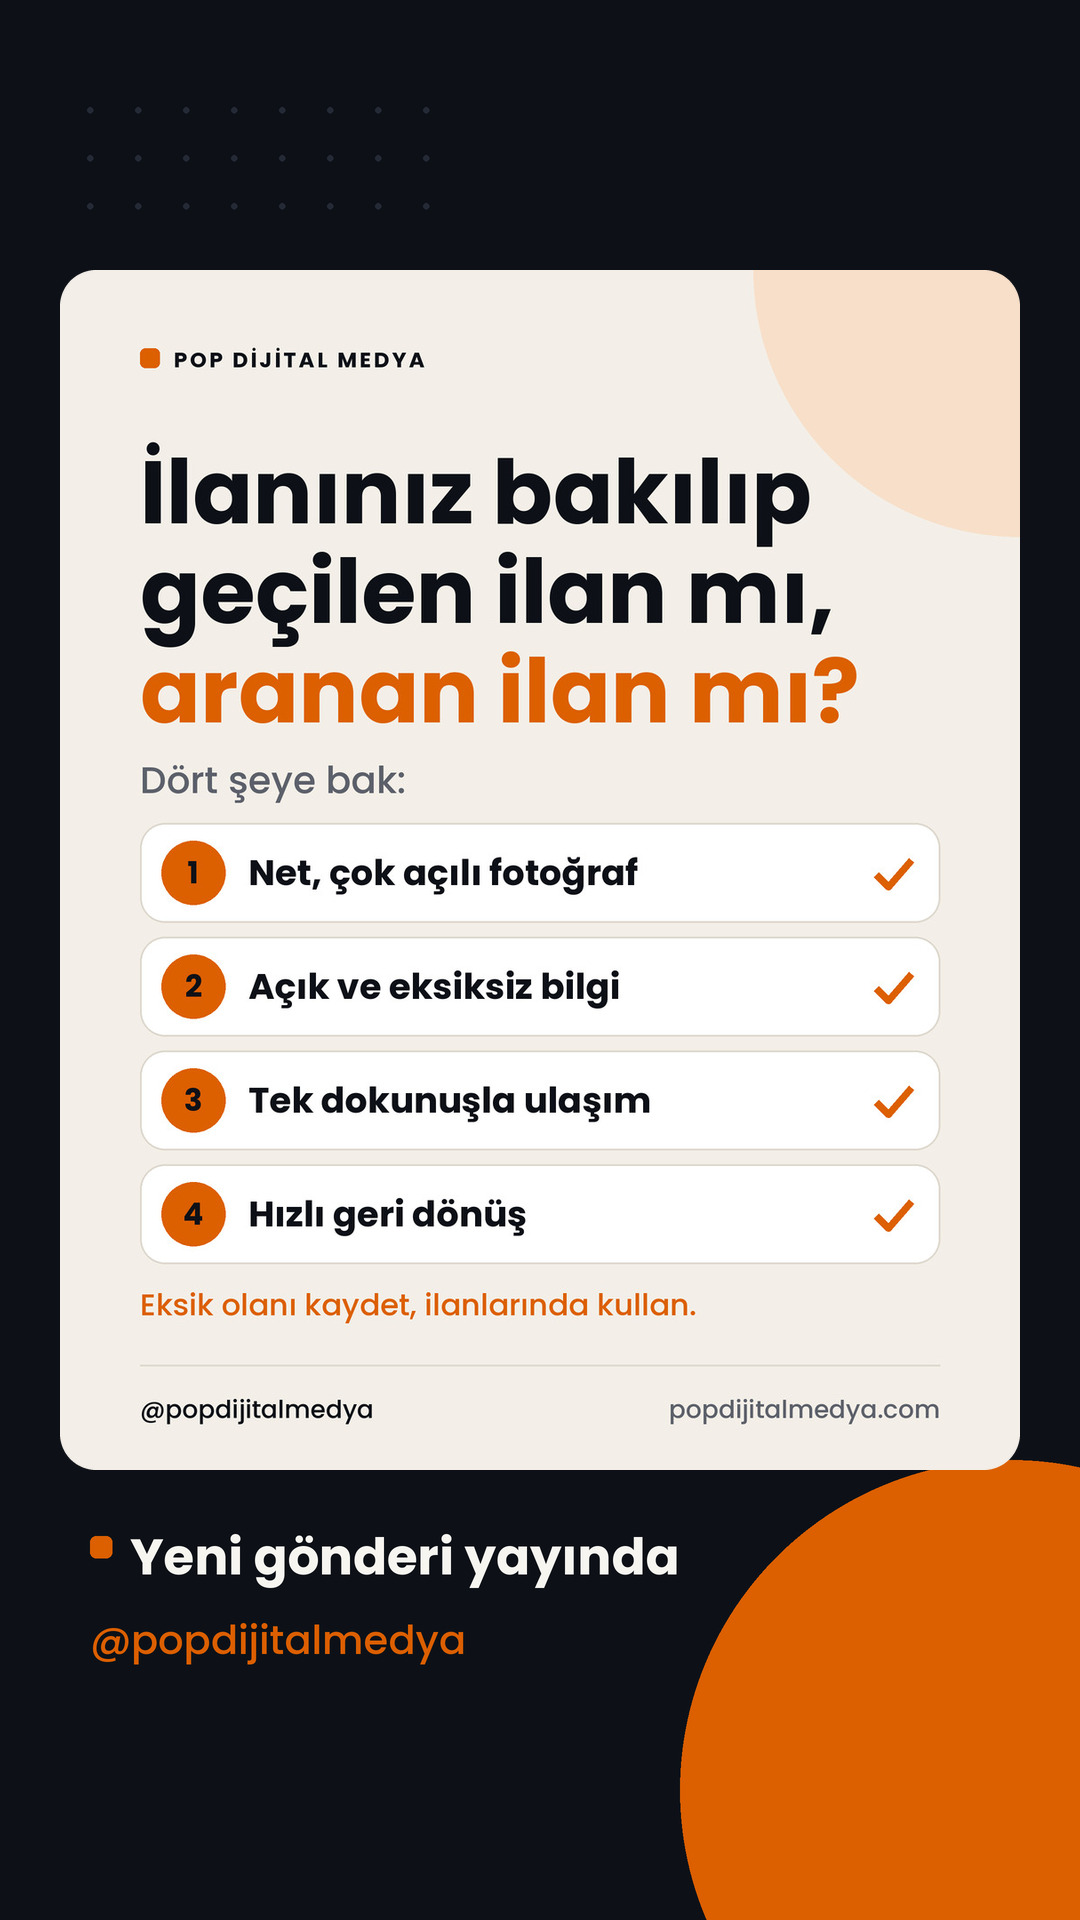 POP DİJİTAL MEDYA
İlanınız bakılıp
geçilen ilan mı,
aranan ilan mı?
Dört şeye bak:
1 Net, çok açılı fotoğraf
2 Açık ve eksiksiz bilgi
3 Tek dokunuşla ulaşım
4 Hızlı geri dönüş
Eksik olanı kaydet, ilanlarında kullan.
@popdijitalmedya popdijitalmedya.com
Yeni gönderi yayında
@popdijitalmedya